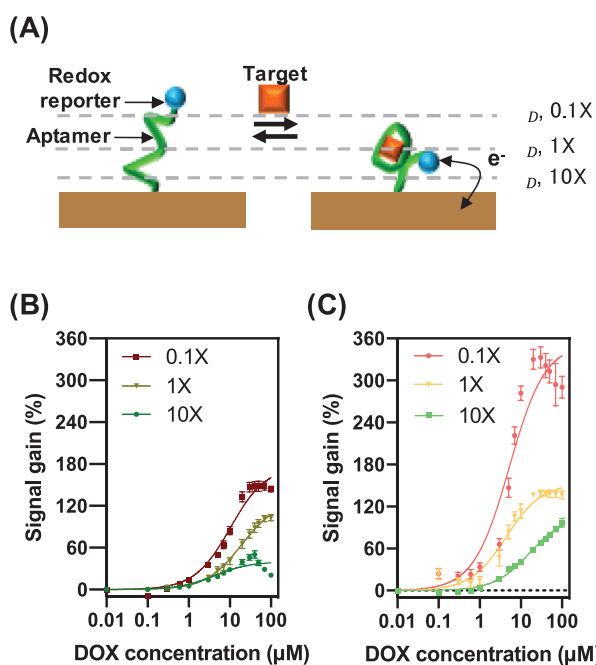 (A)
Redox
reporter
Target
Aptamer
D, 0.1X
D, 1X
D, 10X
e-
(B)
(C)
360
300
240
180
120
60
0
0.1X
1X
10X
Signal gain (%)
0.01 0.1 1 10 100
DOX concentration (μM)
360
300
240
180
120
60
0
0.1X
1X
10X
Signal gain (%)
0.01 0.1 1 10 100
DOX concentration (μM)